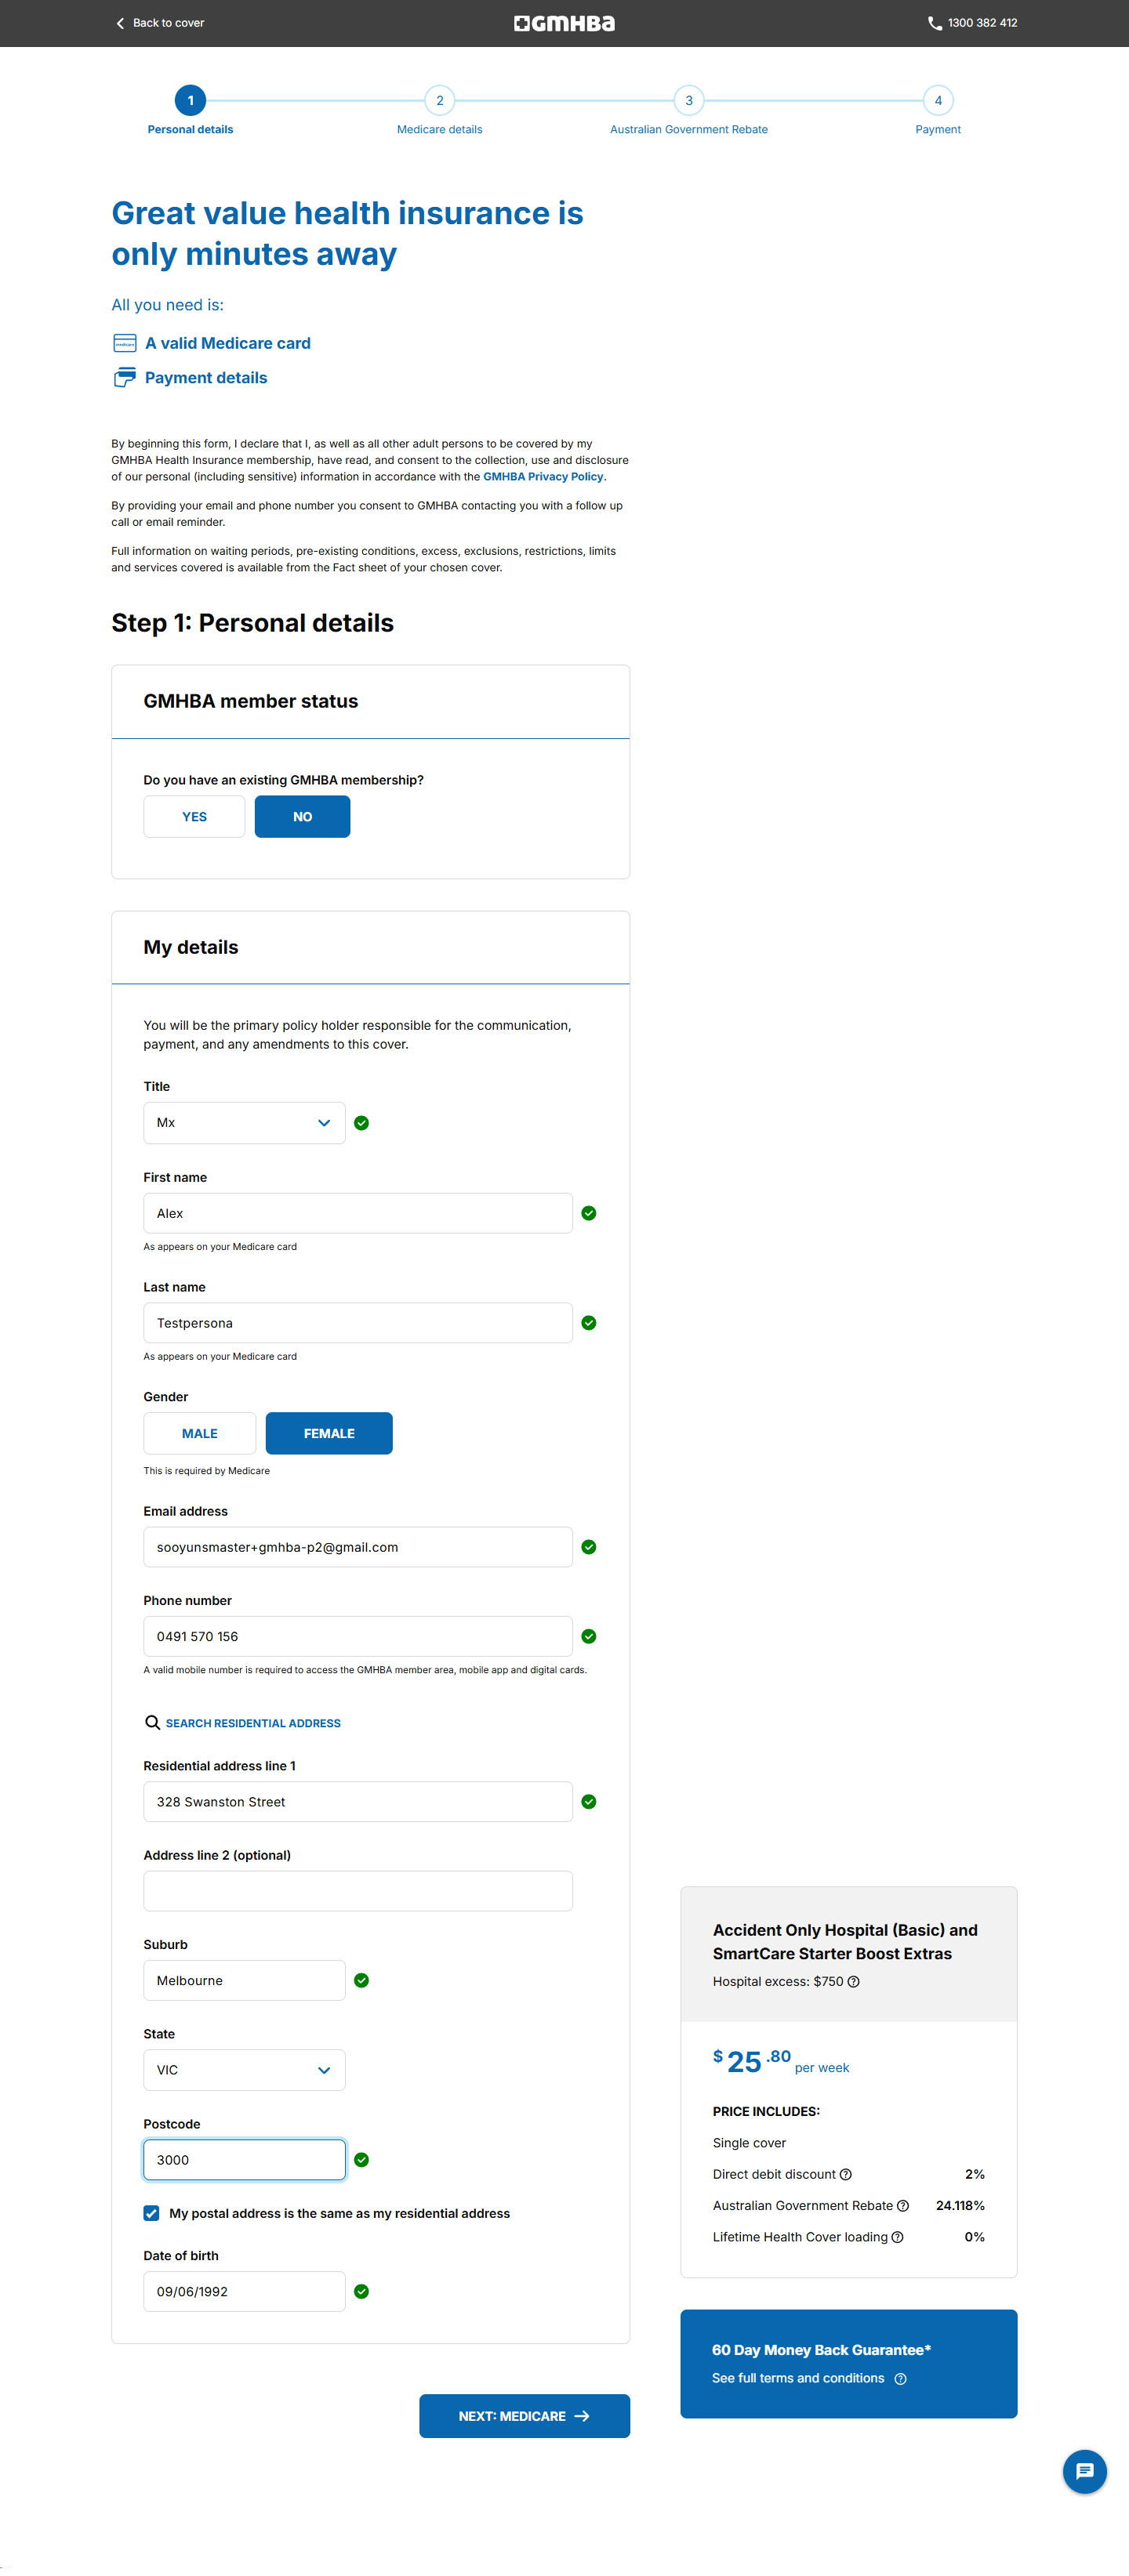 Back to cover
GMHBA
1300 382 412
1
2
3
4
Personal details
Medicare details
Australian Government Rebate
Payment
Great value health insurance is
only minutes away
All you need is:
medicare
A valid Medicare card
Payment details
By beginning this form, I declare that I, as well as all other adult persons to be covered by my
GMHBA Health Insurance membership, have read, and consent to the collection, use and disclosure
of our personal (including sensitive) information in accordance with the GMHBA Privacy Policy.
By providing your email and phone number you consent to GMHBA contacting you with a follow up
call or email reminder.
Full information on waiting periods, pre-existing conditions, excess, exclusions, restrictions, limits
and services covered is available from the Fact sheet of your chosen cover.
Step 1: Personal details
GMHBA member status
Do you have an existing GMHBA membership?
YES
NO
My details
You will be the primary policy holder responsible for the communication,
payment, and any amendments to this cover.
Title
Mx
First name
Alex
As appears on your Medicare card
Last name
Testpersona
As appears on your Medicare card
Gender
MALE
FEMALE
This is required by Medicare
Email address
sooyunsmaster+gmhba-p2@gmail.com
Phone number
0491 570 156
A valid mobile number is required to access the GMHBA member area, mobile app and digital cards.
SEARCH RESIDENTIAL ADDRESS
Residential address line 1
328 Swanston Street
Address line 2 (optional)
Suburb
Melbourne
State
VIC
Postcode
3000
My postal address is the same as my residential address
Date of birth
09/06/1992
NEXT: MEDICARE
Accident Only Hospital (Basic) and
SmartCare Starter Boost Extras
Hospital excess: $750
$25.80 per week
PRICE INCLUDES:
Single cover
Direct debit discount 2%
Australian Government Rebate 24.118%
Lifetime Health Cover loading 0%
60 Day Money Back Guarantee*
See full terms and conditions